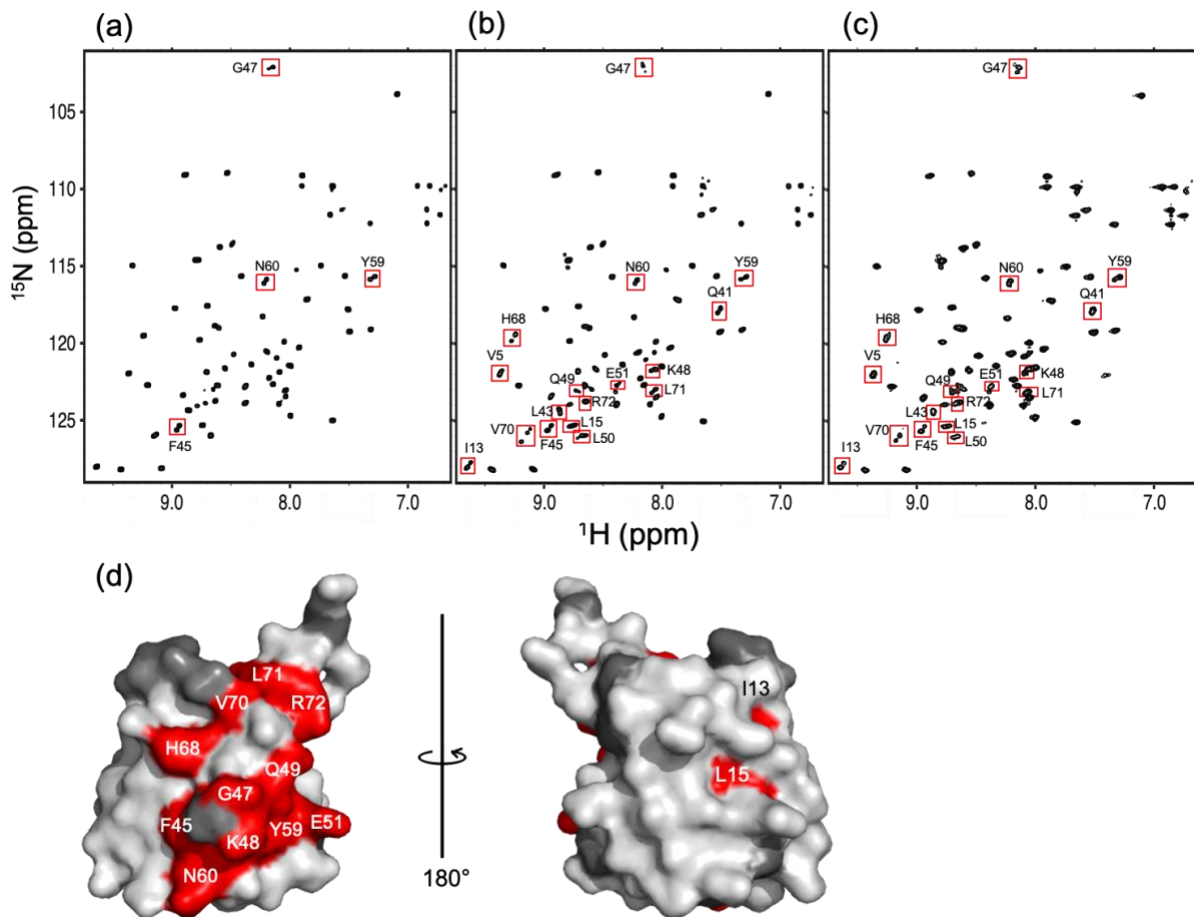 (a)
(b)
(c)
G47
G47
G47
105
110
115
120
125
¹⁵N (ppm)
N60
Y59
F45
9.0
8.0
7.0
N60
Y59
Q41
H68
V5
Q49
E51
K48
L71
R72
L43
L15
V70
F45
L50
I13
9.0
8.0
7.0
N60
Y59
Q41
H68
V5
Q49
E51
K48
L71
R72
L43
L15
V70
F45
L50
I13
9.0
8.0
7.0
¹H (ppm)
(d)
L71
V70
R72
H68
Q49
G47
F45
K48
Y59
E51
N60
180°
I13
L15